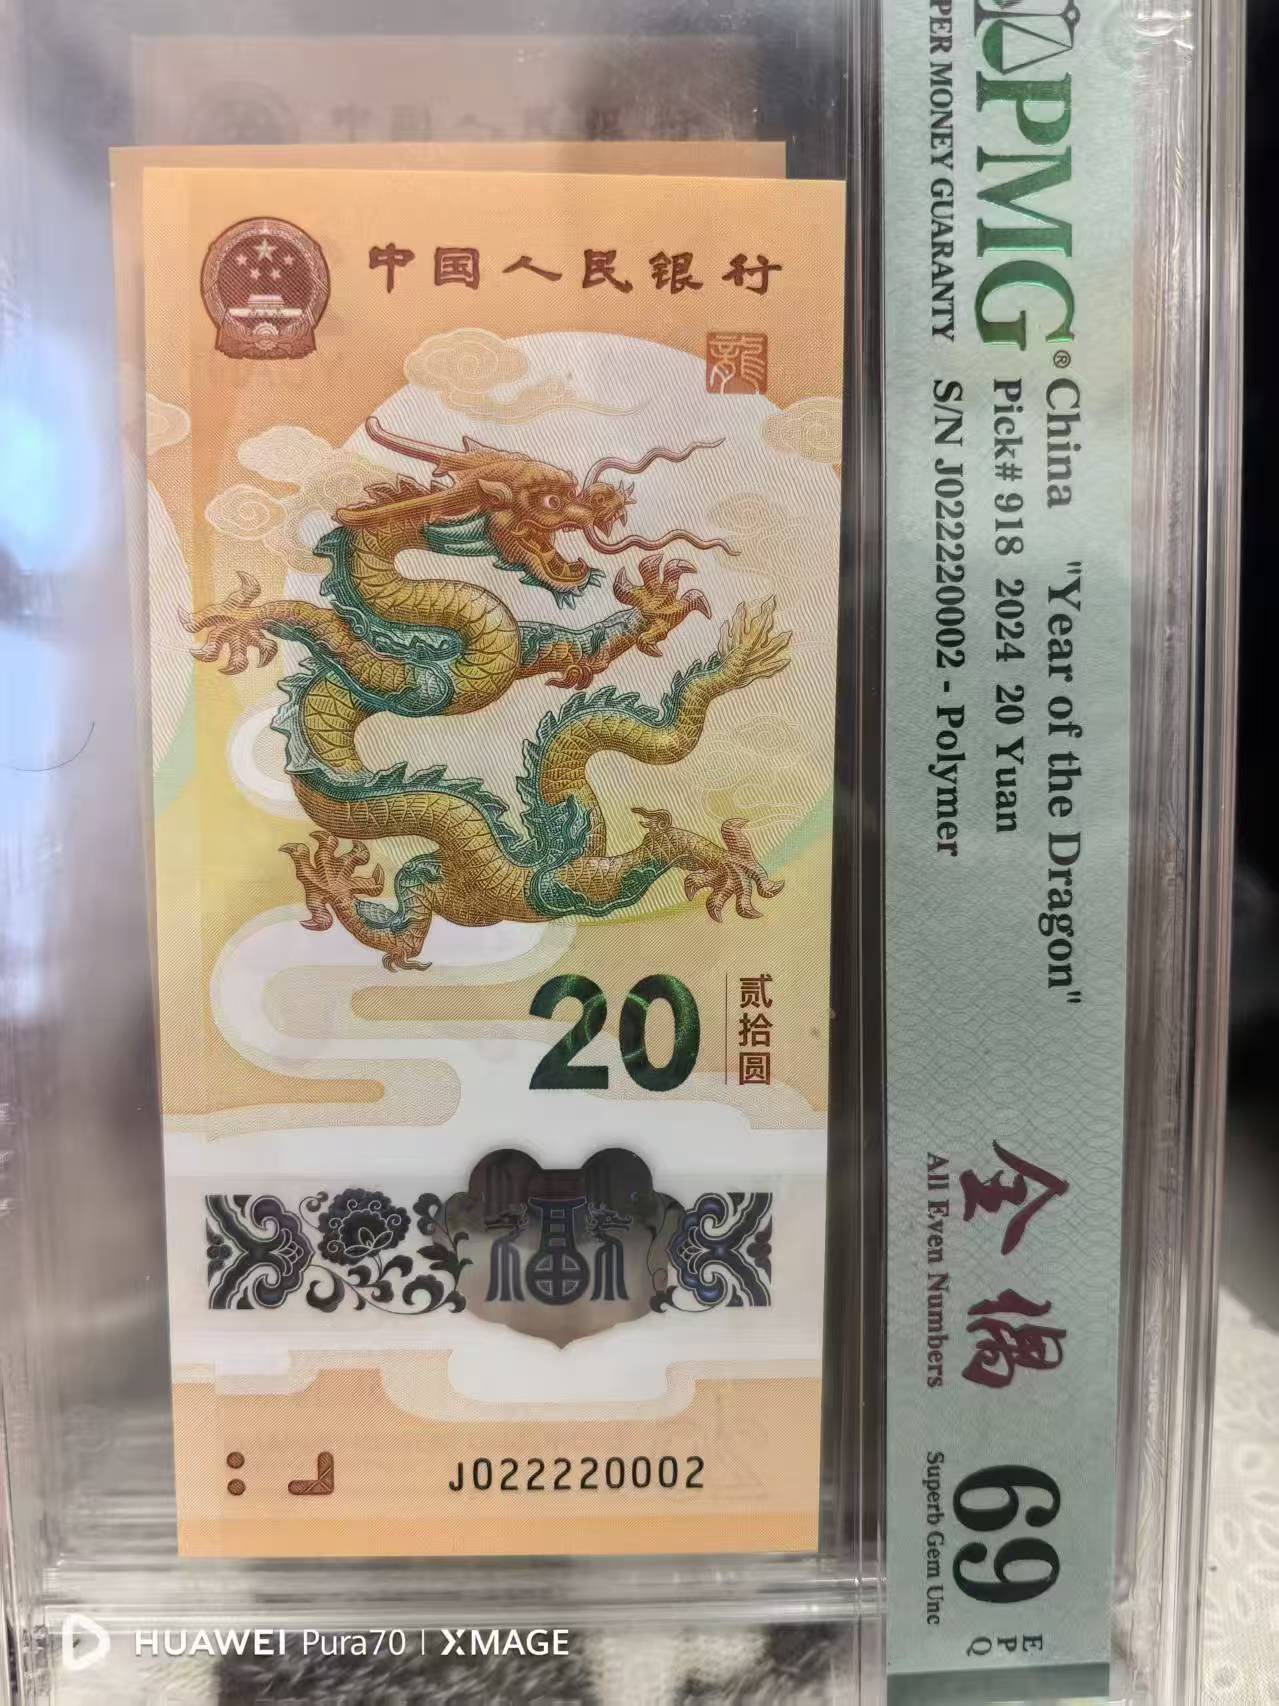 中国人民银行
龍
20
贰拾圆
福
J022220002
PMG®
PER MONEY GUARANTY
China "Year of the Dragon"
Pick# 918 2024 20 Yuan
S/N J022220002 - Polymer
全偶
All Even Numbers
69 EPQ
Superb Gem Unc
HUAWEI Pura70 | XMAGE